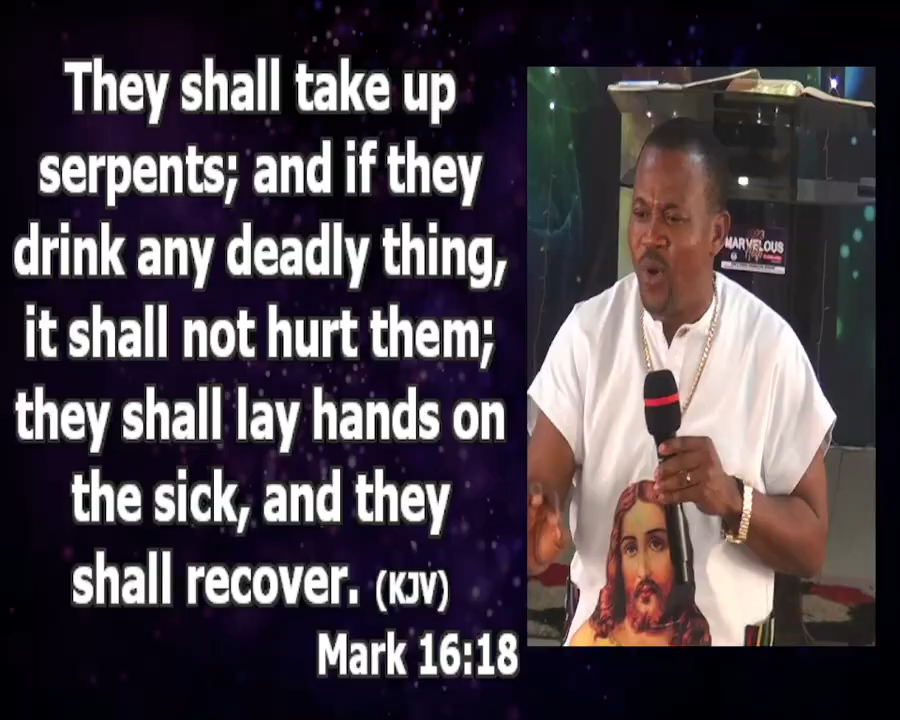 They shall take up
serpents; and if they
drink any deadly thing,
it shall not hurt them;
they shall lay hands on
the sick, and they
shall recover. (KJV)
Mark 16:18
MARVELOUS